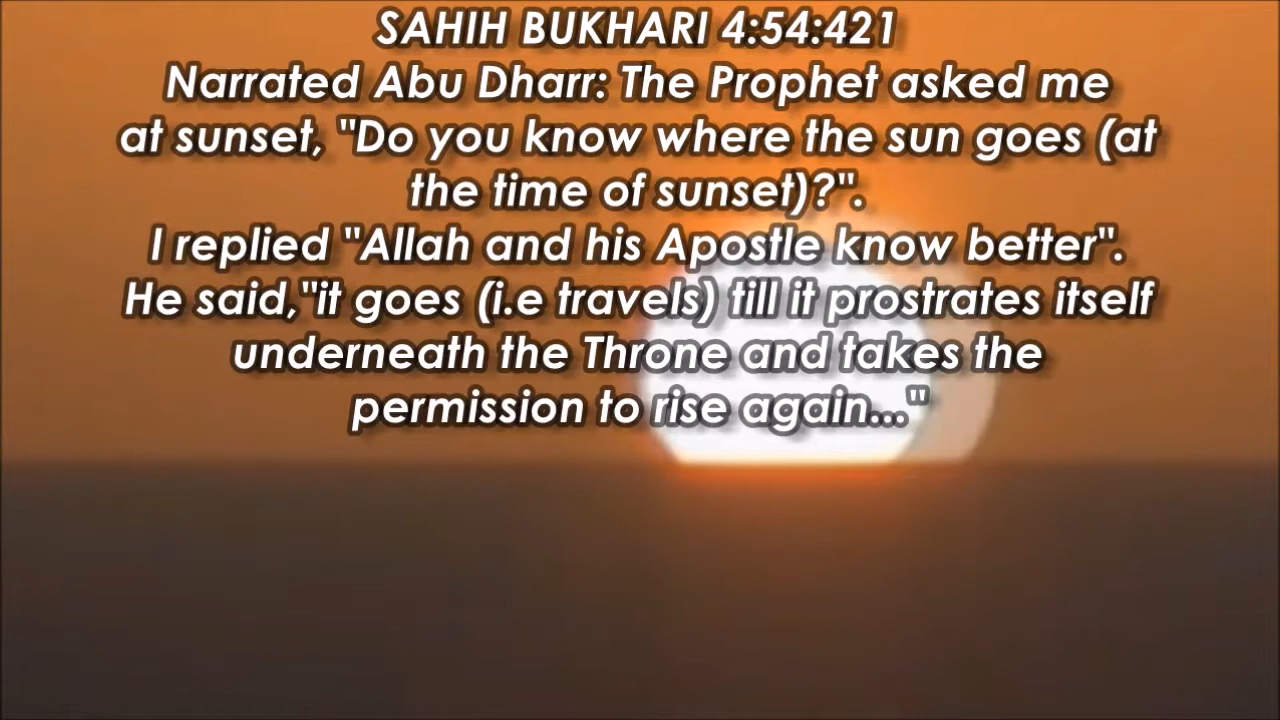 SAHIH BUKHARI 4:54:421
Narrated Abu Dharr: The Prophet asked me
at sunset, "Do you know where the sun goes (at
the time of sunset)?".
I replied "Allah and his Apostle know better".
He said,"it goes (i.e travels) till it prostrates itself
underneath the Throne and takes the
permission to rise again..."